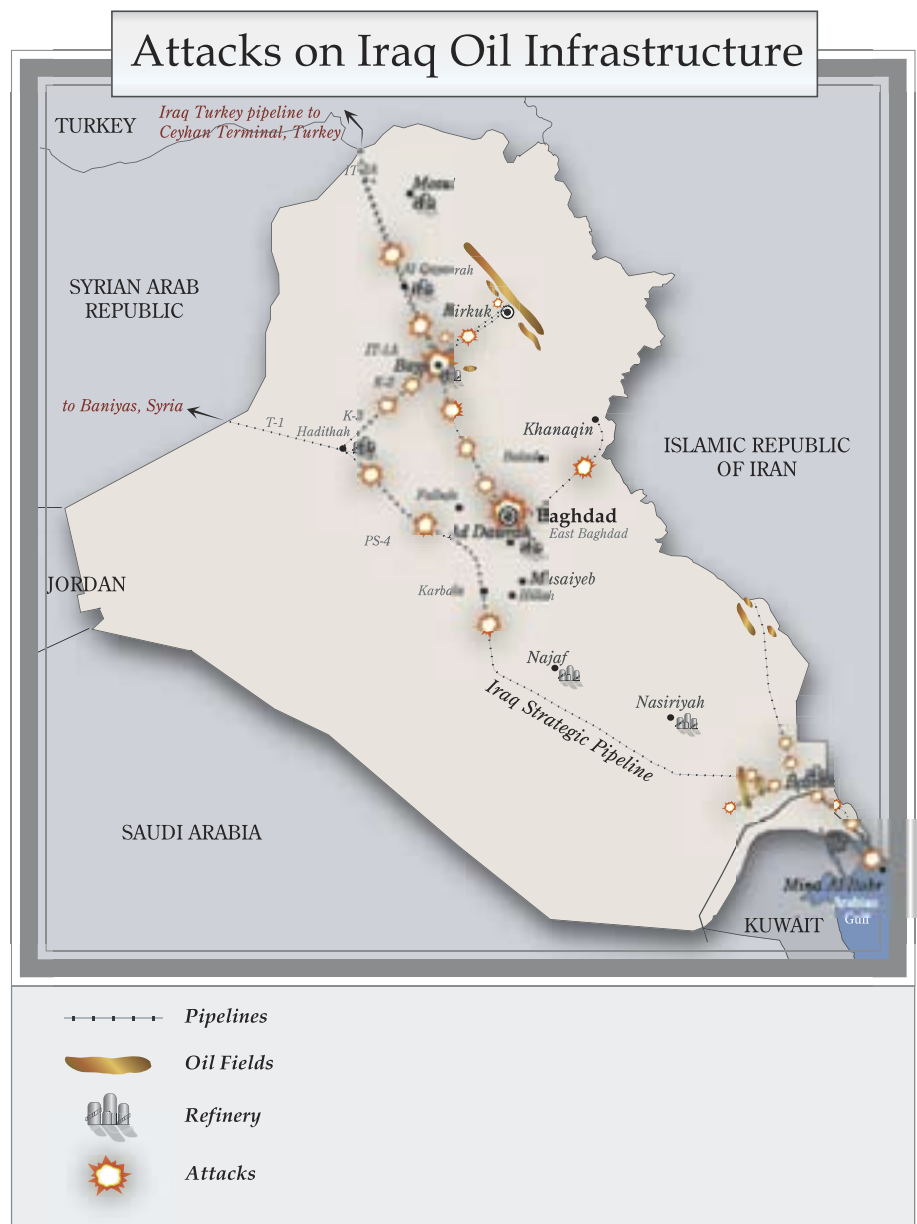 Attacks on Iraq Oil Infrastructure
TURKEY
Iraq Turkey pipeline to
Ceyhan Terminal, Turkey
SYRIAN ARAB
REPUBLIC
Kirkuk
IT-1A
to Baniyas, Syria
T-1
K-3
Hadithah
Khanaqin
ISLAMIC REPUBLIC
OF IRAN
Baghdad
East Baghdad
PS-4
JORDAN
Musaiyeb
Najaf
Nasiriyah
Iraq Strategic Pipeline
SAUDI ARABIA
Arabian
Gulf
KUWAIT
Pipelines
Oil Fields
Refinery
Attacks